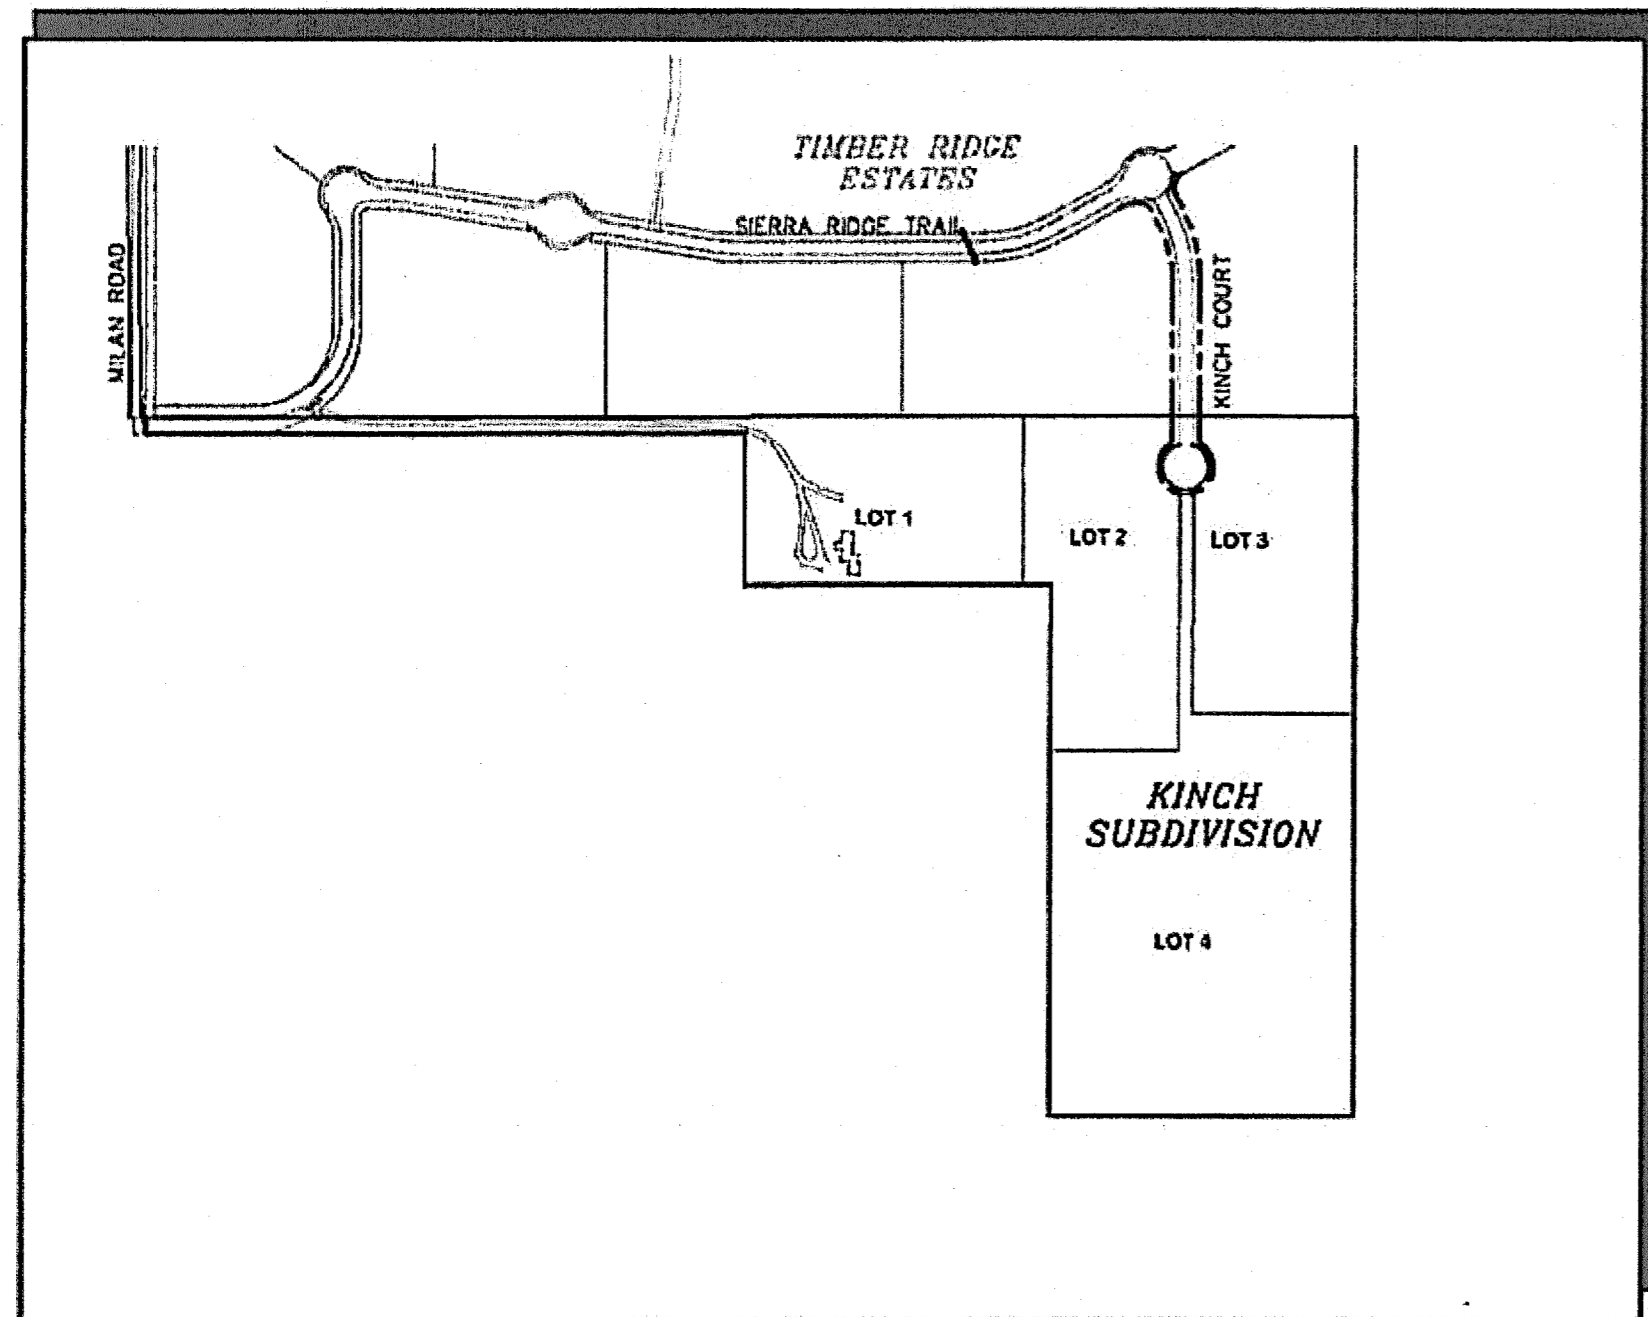 TIMBER RIDGE
ESTATES
SIERRA RIDGE TRAIL
MILAN ROAD
KINCH COURT
LOT 1
LOT 2
LOT 3
KINCH
SUBDIVISION
LOT 4